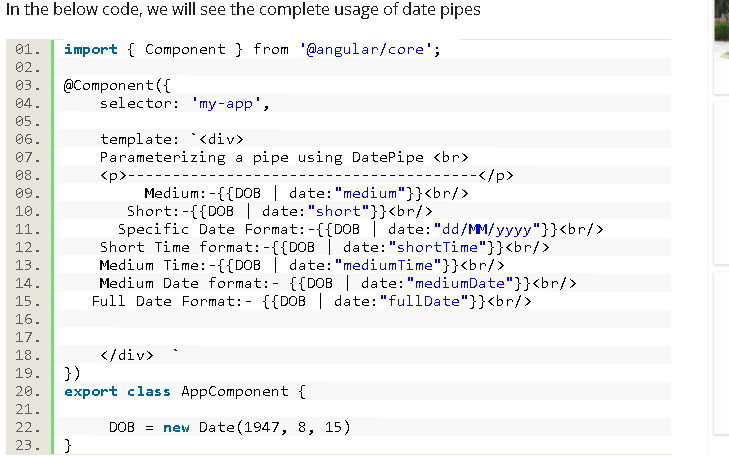 In the below code, we will see the complete usage of date pipes
01. import { Component } from '@angular/core';
02.
03. @Component({
04. selector: 'my-app',
05.
06. template: `<div>
07. Parameterizing a pipe using DatePipe <br>
08. <p>---------------------------------------</p>
09. Medium:-{{DOB | date:"medium"}}<br/>
10. Short:-{{DOB | date:"short"}}<br/>
11. Specific Date Format:-{{DOB | date:"dd/MM/yyyy"}}<br/>
12. Short Time format:-{{DOB | date:"shortTime"}}<br/>
13. Medium Time:-{{DOB | date:"mediumTime"}}<br/>
14. Medium Date format:- {{DOB | date:"mediumDate"}}<br/>
15. Full Date Format:- {{DOB | date:"fullDate"}}<br/>
16.
17.
18. </div> `
19. })
20. export class AppComponent {
21.
22. DOB = new Date(1947, 8, 15)
23. }